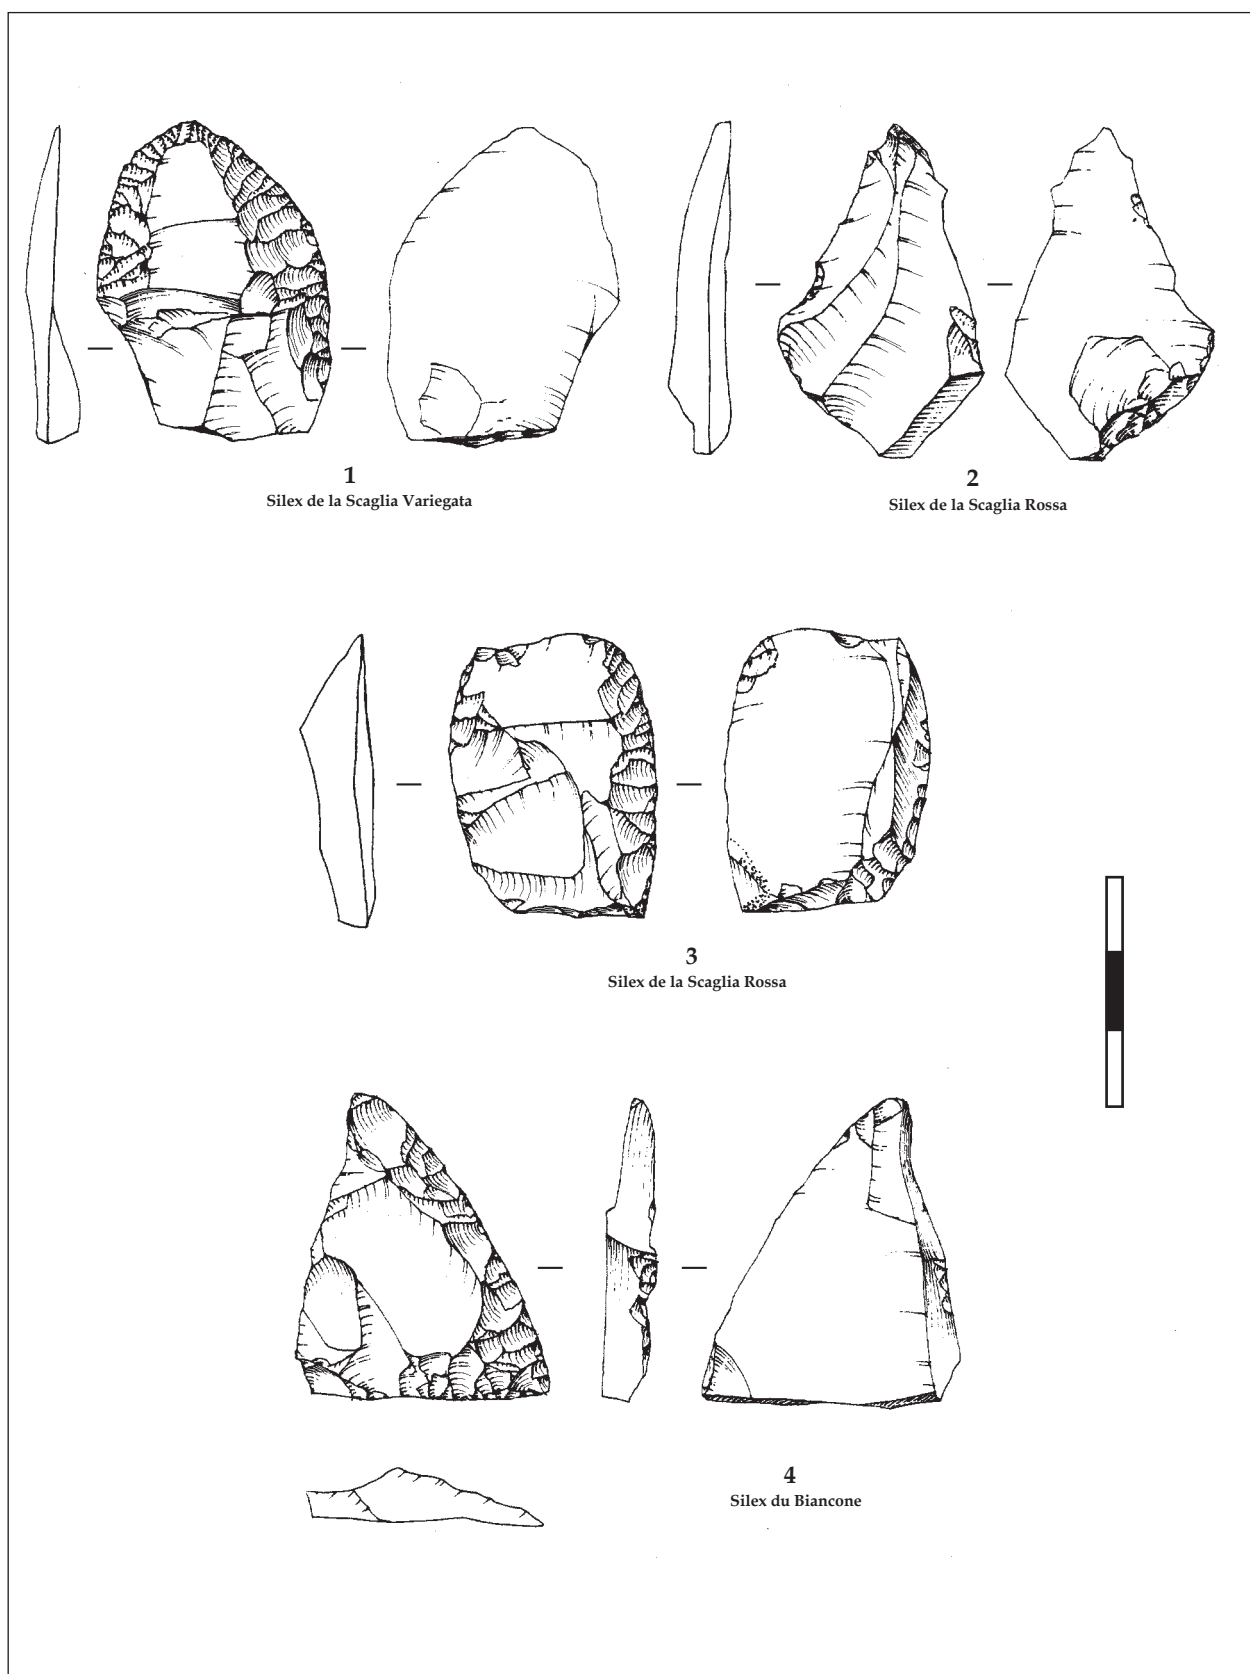 1
Silex de la Scaglia Variegata
2
Silex de la Scaglia Rossa
3
Silex de la Scaglia Rossa
4
Silex du Biancone